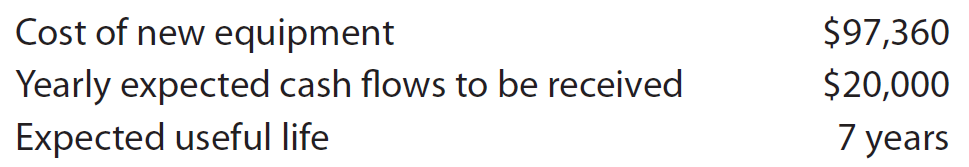 Cost of new equipment $97,360
Yearly expected cash flows to be received $20,000
Expected useful life 7 years